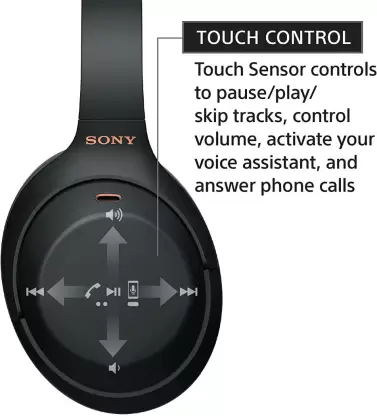 TOUCH CONTROL
Touch Sensor controls
to pause/play/
skip tracks, control
volume, activate your
voice assistant, and
answer phone calls
SONY